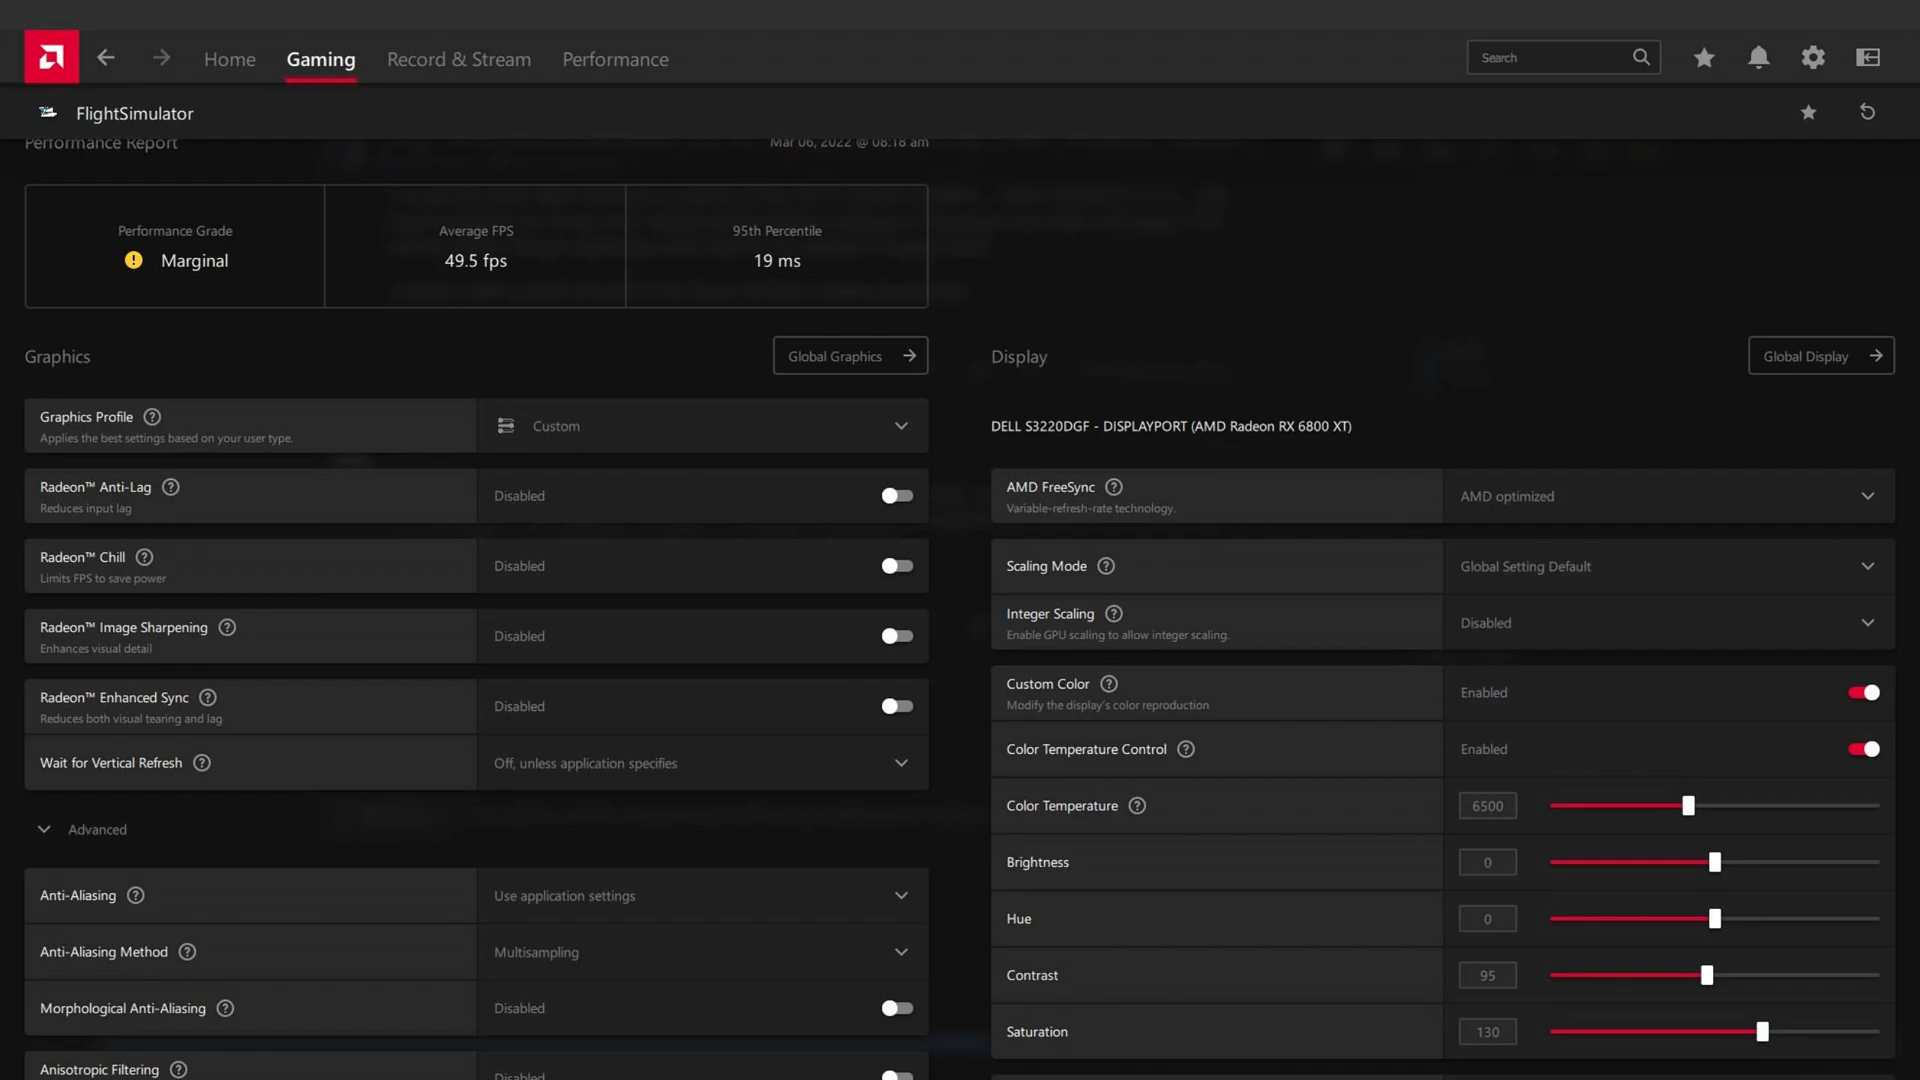 Home Gaming Record & Stream Performance Search
FlightSimulator
Performance Report Mar 06, 2022 @ 08:18 am
Performance Grade Average FPS 95th Percentile
Marginal 49.5 fps 19 ms
Graphics Global Graphics
Graphics Profile
Applies the best settings based on your user type.
Custom
Radeon™ Anti-Lag
Reduces input lag
Disabled
Radeon™ Chill
Limits FPS to save power
Disabled
Radeon™ Image Sharpening
Enhances visual detail
Disabled
Radeon™ Enhanced Sync
Reduces both visual tearing and lag
Disabled
Wait for Vertical Refresh Off, unless application specifies
Advanced
Anti-Aliasing Use application settings
Anti-Aliasing Method Multisampling
Morphological Anti-Aliasing Disabled
Anisotropic Filtering Disabled
Display Global Display
DELL S3220DGF - DISPLAYPORT (AMD Radeon RX 6800 XT)
AMD FreeSync
Variable-refresh-rate technology.
AMD optimized
Scaling Mode Global Setting Default
Integer Scaling
Enable GPU scaling to allow integer scaling.
Disabled
Custom Color
Modify the display's color reproduction
Enabled
Color Temperature Control Enabled
Color Temperature 6500
Brightness 0
Hue 0
Contrast 95
Saturation 130